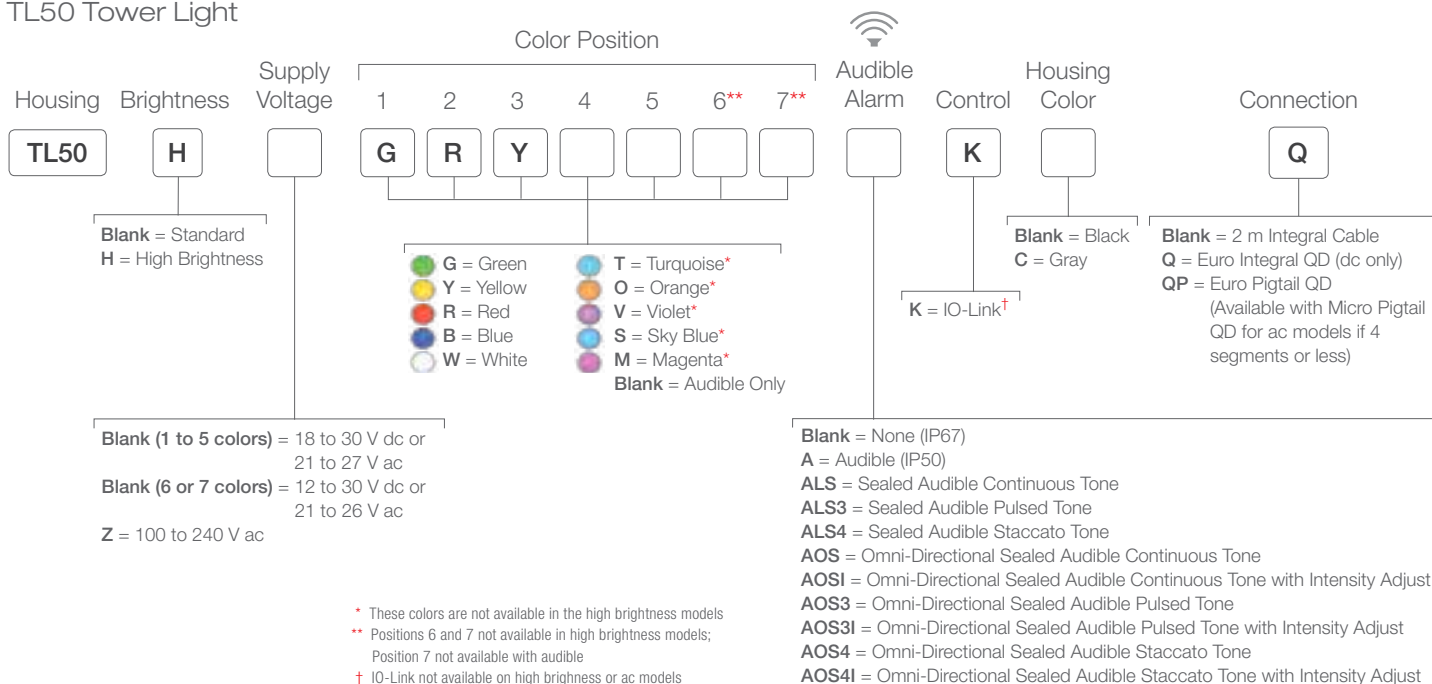 TL50 Tower Light
Color Position
Supply
Voltage
Audible
Alarm
Housing
Color
Housing Brightness 1 2 3 4 5 6** 7** Control Connection
TL50 H G R Y K Q
Blank = Standard
H = High Brightness
G = Green
Y = Yellow
R = Red
B = Blue
W = White
T = Turquoise*
O = Orange*
V = Violet*
S = Sky Blue*
M = Magenta*
Blank = Audible Only
K = IO-Link†
Blank = Black
C = Gray
Blank = 2 m Integral Cable
Q = Euro Integral QD (dc only)
QP = Euro Pigtail QD
(Available with Micro Pigtail
QD for ac models if 4
segments or less)
Blank (1 to 5 colors) = 18 to 30 V dc or
21 to 27 V ac
Blank (6 or 7 colors) = 12 to 30 V dc or
21 to 26 V ac
Z = 100 to 240 V ac
Blank = None (IP67)
A = Audible (IP50)
ALS = Sealed Audible Continuous Tone
ALS3 = Sealed Audible Pulsed Tone
ALS4 = Sealed Audible Staccato Tone
AOS = Omni-Directional Sealed Audible Continuous Tone
AOSI = Omni-Directional Sealed Audible Continuous Tone with Intensity Adjust
AOS3 = Omni-Directional Sealed Audible Pulsed Tone
AOS3I = Omni-Directional Sealed Audible Pulsed Tone with Intensity Adjust
AOS4 = Omni-Directional Sealed Audible Staccato Tone
AOS4I = Omni-Directional Sealed Audible Staccato Tone with Intensity Adjust
* These colors are not available in the high brightness models
** Positions 6 and 7 not available in high brightness models;
Position 7 not available with audible
† IO-Link not available on high brighness or ac models